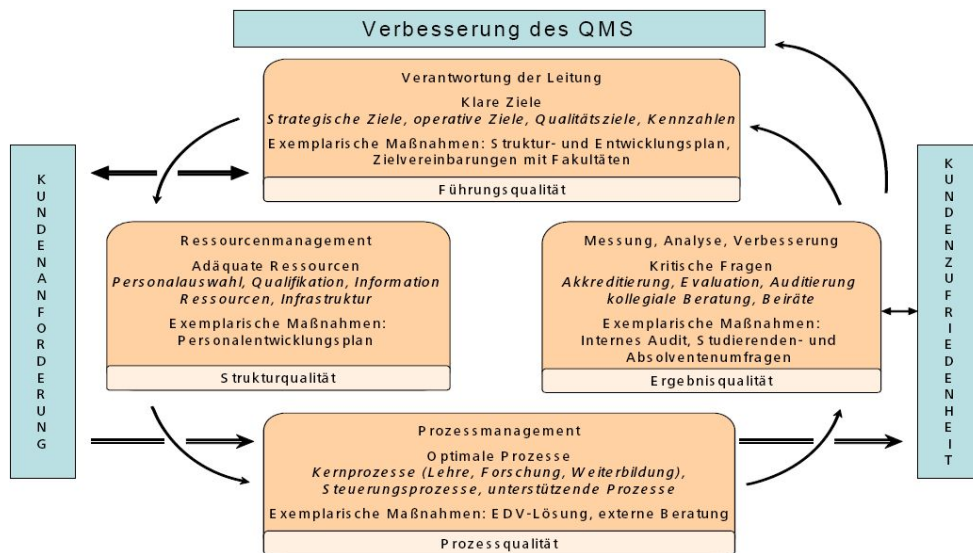 Verbesserung des QMS
Verantwortung der Leitung
Klare Ziele
Strategische Ziele, operative Ziele, Qualitätsziele, Kennzahlen
Exemplarische Maßnahmen: Struktur- und Entwicklungsplan,
Zielvereinbarungen mit Fakultäten
Führungsqualität
KUNDENANFORDERUNG
Ressourcenmanagement
Adäquate Ressourcen
Personalauswahl, Qualifikation, Information
Ressourcen, Infrastruktur
Exemplarische Maßnahmen:
Personalentwicklungsplan
Strukturqualität
Messung, Analyse, Verbesserung
Kritische Fragen
Akkreditierung, Evaluation, Auditierung
kollegiale Beratung, Beiräte
Exemplarische Maßnahmen:
Internes Audit, Studierenden- und
Absolventenumfragen
Ergebnisqualität
KUNDENZUFRIEDENHEIT
Prozessmanagement
Optimale Prozesse
Kernprozesse (Lehre, Forschung, Weiterbildung),
Steuerungsprozesse, unterstützende Prozesse
Exemplarische Maßnahmen: EDV-Lösung, externe Beratung
Prozessqualität